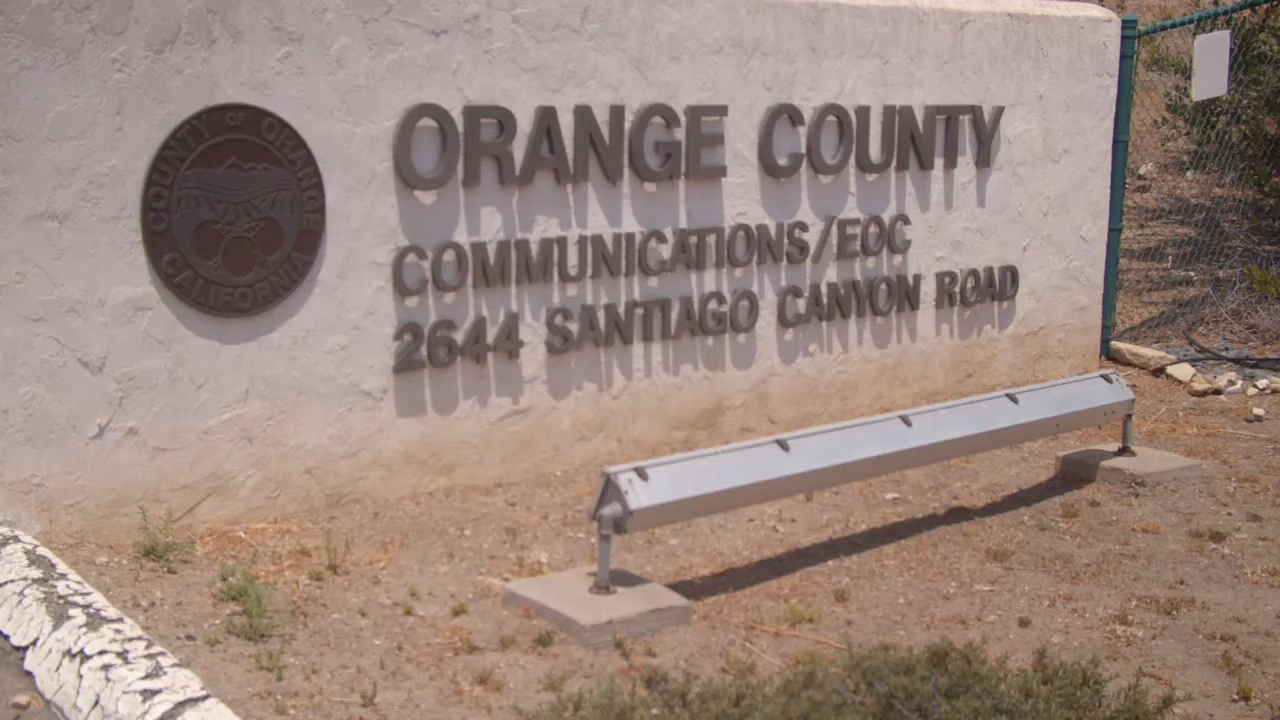 COUNTY OF ORANGE
CALIFORNIA
ORANGE COUNTY
COMMUNICATIONS/EOC
2644 SANTIAGO CANYON ROAD